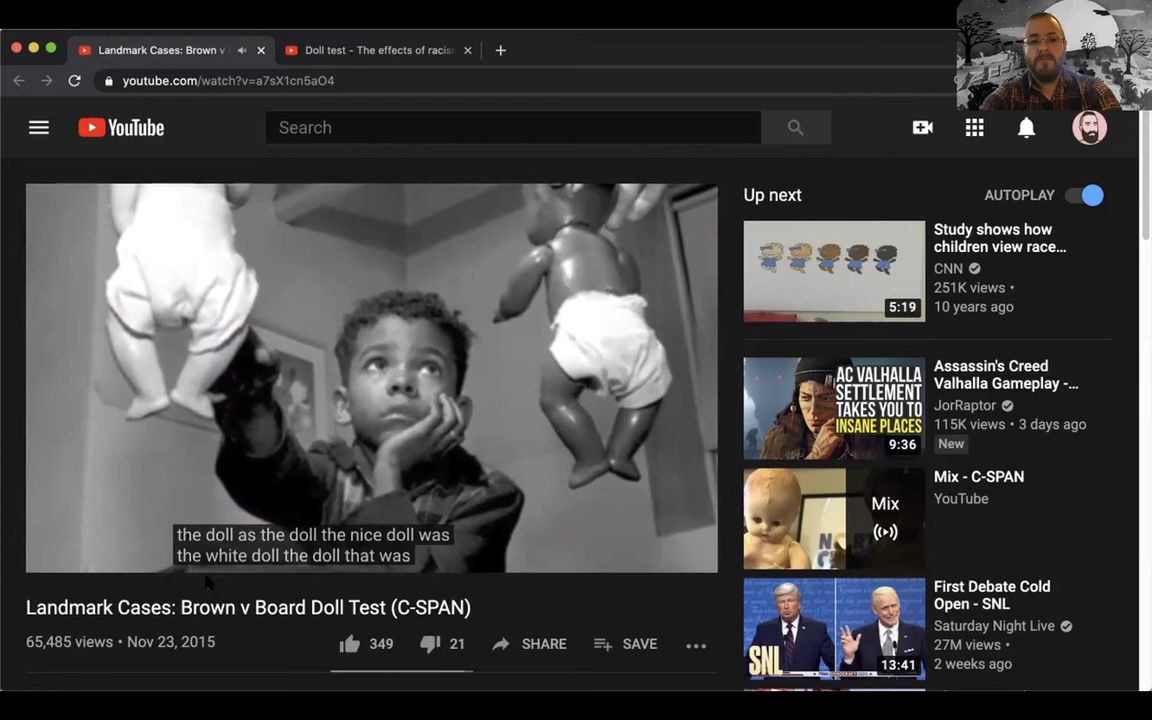 Landmark Cases: Brown v
Doll test - The effects of racis
youtube.com/watch?v=a7sX1cn5aO4
YouTube
Search
the doll as the doll the nice doll was
the white doll the doll that was
Landmark Cases: Brown v Board Doll Test (C-SPAN)
65,485 views • Nov 23, 2015
349
21
SHARE
SAVE
Up next
AUTOPLAY
5:19
Study shows how
children view race...
CNN
251K views •
10 years ago
AC VALHALLA
SETTLEMENT
TAKES YOU TO
INSANE PLACES
9:36
Assassin's Creed
Valhalla Gameplay -...
JorRaptor
115K views • 3 days ago
New
Mix
Mix - C-SPAN
YouTube
SNL
13:41
First Debate Cold
Open - SNL
Saturday Night Live
27M views •
2 weeks ago